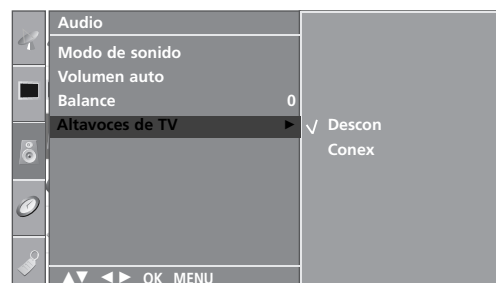 Audio
Modo de sonido
Volumen auto
Balance 0
Altavoces de TV ► √ Descon
Conex
▲▼ ◄► OK MENU